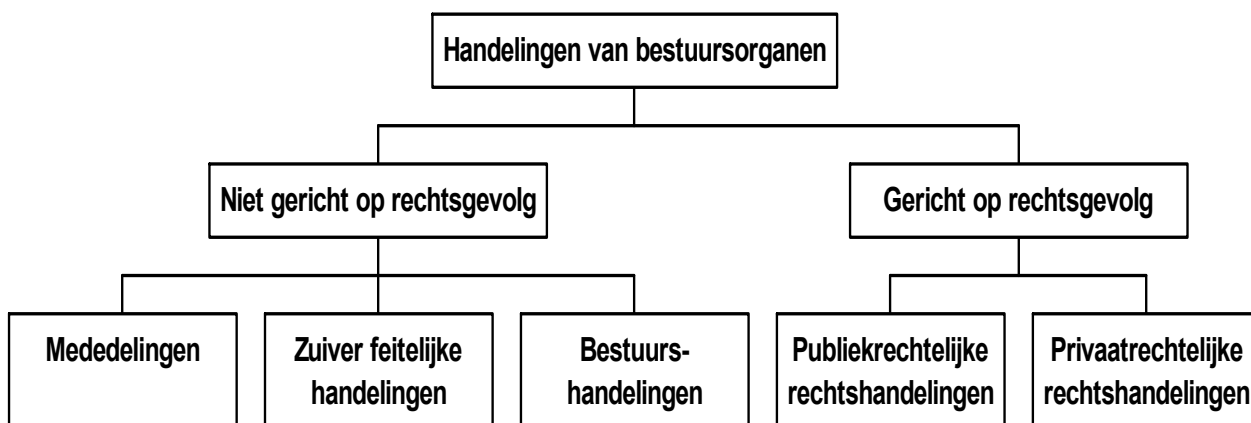 Handelingen van bestuursorganen
Niet gericht op rechtsgevolg
Gericht op rechtsgevolg
Mededelingen
Zuiver feitelijke
handelingen
Bestuurs-
handelingen
Publiekrechtelijke
rechtshandelingen
Privaatrechtelijke
rechtshandelingen